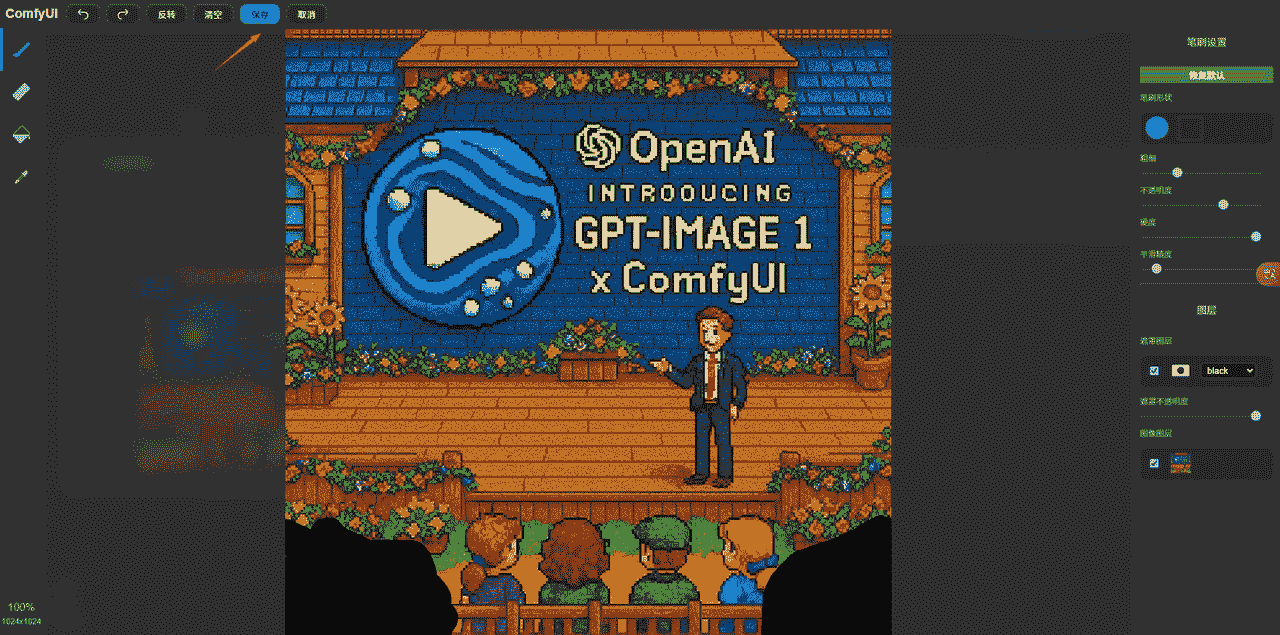 ComfyUI
反转
清空
保存
取消
OpenAI
INTROOUCING
GPT-IMAGE 1
x ComfyUI
笔刷设置
恢复默认
笔刷形状
粗细
不透明度
硬度
平滑精度
图层
遮罩图层
black
遮罩不透明度
图像图层
100%
1024x1024